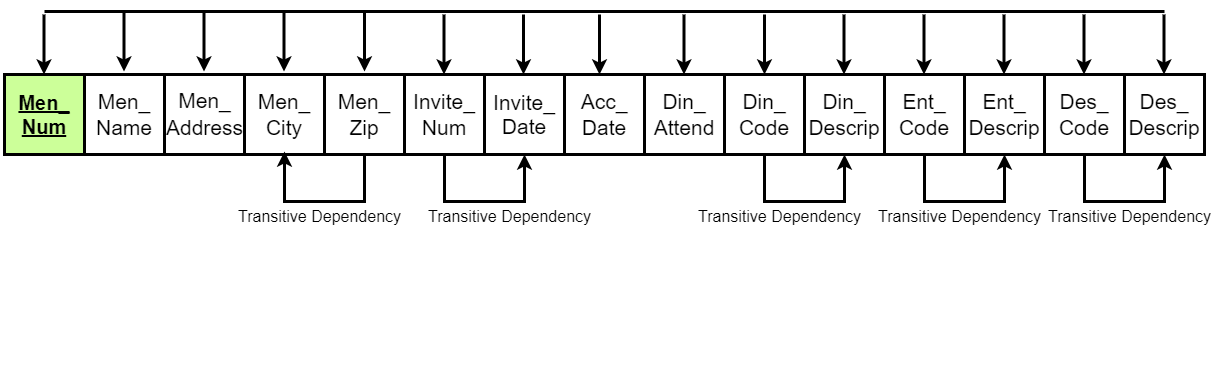 Men_
Num
Men_
Name
Men_
Address
Men_
City
Men_
Zip
Invite_
Num
Invite_
Date
Acc_
Date
Din_
Attend
Din_
Code
Din_
Descrip
Ent_
Code
Ent_
Descrip
Des_
Code
Des_
Descrip
Transitive Dependency
Transitive Dependency
Transitive Dependency
Transitive Dependency
Transitive Dependency